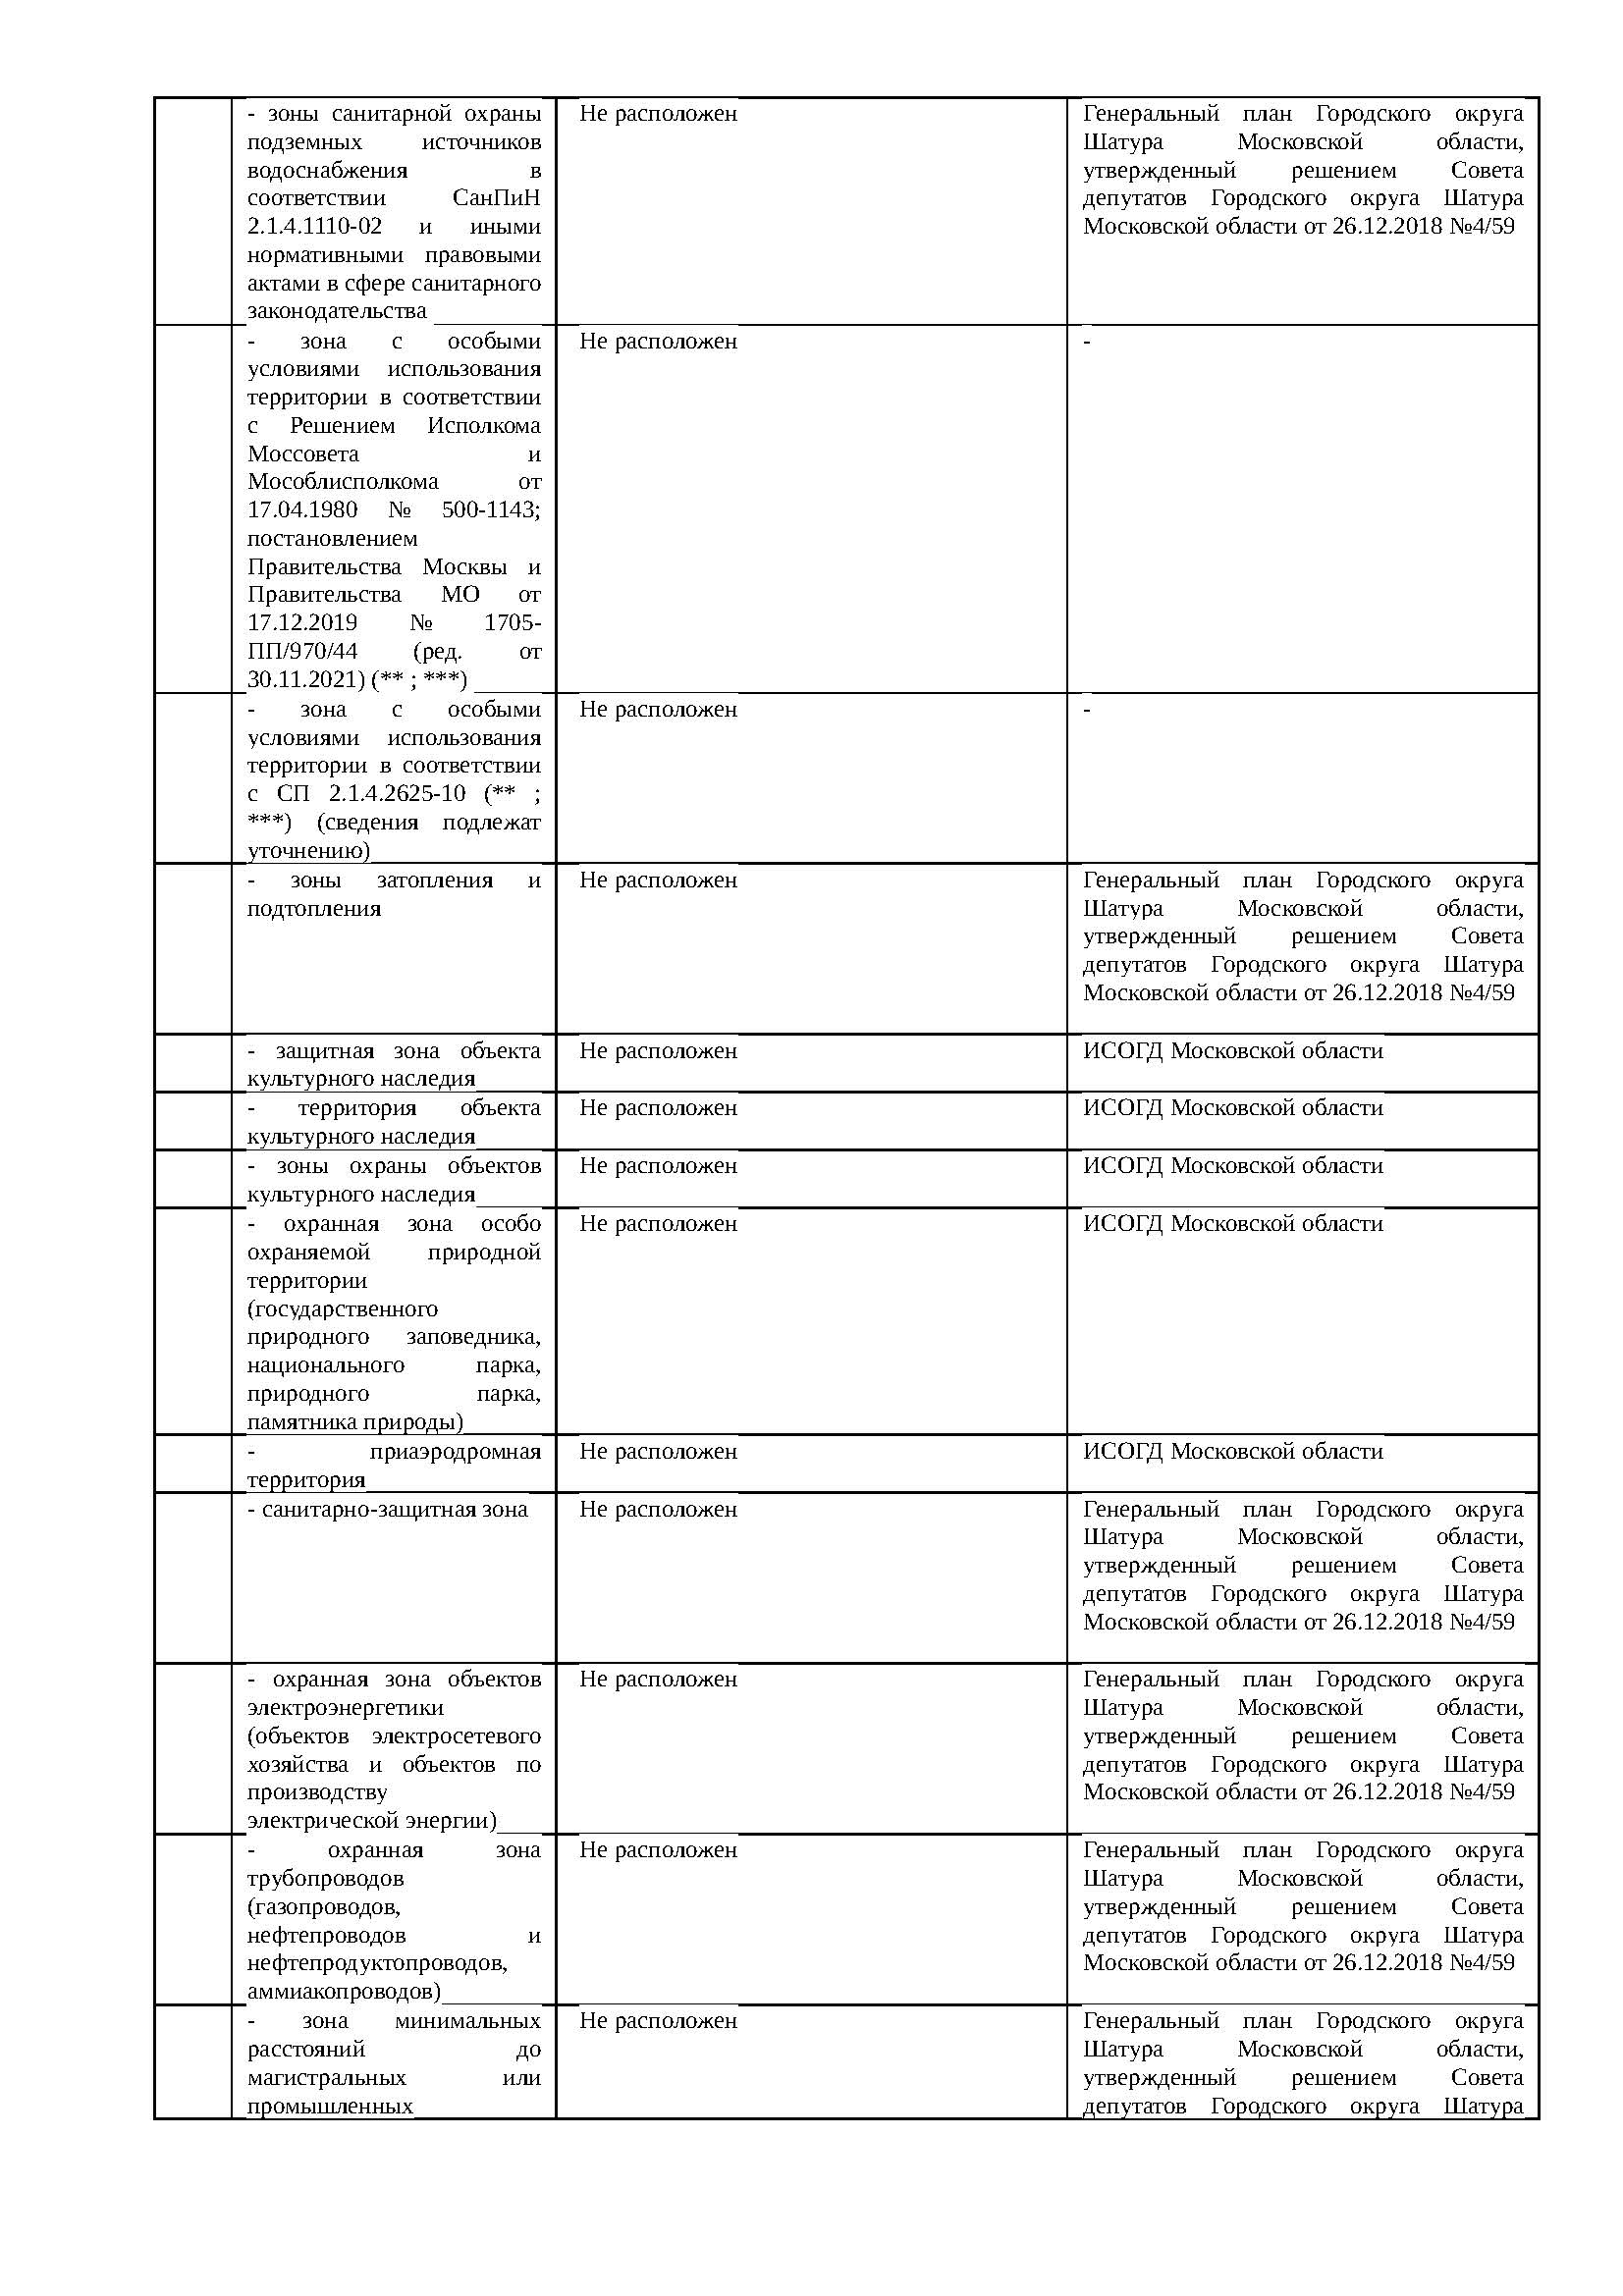 - зоны санитарной охраны
подземных источников
водоснабжения в
соответствии СанПиН
2.1.4.1110-02 и иными
нормативными правовыми
актами в сфере санитарного
законодательства
Не расположен
Генеральный план Городского округа
Шатура Московской области,
утвержденный решением Совета
депутатов Городского округа Шатура
Московской области от 26.12.2018 №4/59
- зона с особыми
условиями использования
территории в соответствии
с Решением Исполкома
Моссовета и
Мособлисполкома от
17.04.1980 № 500-1143;
постановлением
Правительства Москвы и
Правительства МО от
17.12.2019 № 1705-
ПП/970/44 (ред. от
30.11.2021) (** ; ***)
Не расположен
-
- зона с особыми
условиями использования
территории в соответствии
с СП 2.1.4.2625-10 (** ;
***) (сведения подлежат
уточнению)
Не расположен
-
- зоны затопления и
подтопления
Не расположен
Генеральный план Городского округа
Шатура Московской области,
утвержденный решением Совета
депутатов Городского округа Шатура
Московской области от 26.12.2018 №4/59
- защитная зона объекта
культурного наследия
Не расположен
ИСОГД Московской области
- территория объекта
культурного наследия
Не расположен
ИСОГД Московской области
- зоны охраны объектов
культурного наследия
Не расположен
ИСОГД Московской области
- охранная зона особо
охраняемой природной
территории
(государственного
природного заповедника,
национального парка,
природного парка,
памятника природы)
Не расположен
ИСОГД Московской области
- приаэродромная
территория
Не расположен
ИСОГД Московской области
- санитарно-защитная зона
Не расположен
Генеральный план Городского округа
Шатура Московской области,
утвержденный решением Совета
депутатов Городского округа Шатура
Московской области от 26.12.2018 №4/59
- охранная зона объектов
электроэнергетики
(объектов электросетевого
хозяйства и объектов по
производству
электрической энергии)
Не расположен
Генеральный план Городского округа
Шатура Московской области,
утвержденный решением Совета
депутатов Городского округа Шатура
Московской области от 26.12.2018 №4/59
- охранная зона
трубопроводов
(газопроводов,
нефтепроводов и
нефтепродуктопроводов,
аммиакопроводов)
Не расположен
Генеральный план Городского округа
Шатура Московской области,
утвержденный решением Совета
депутатов Городского округа Шатура
Московской области от 26.12.2018 №4/59
- зона минимальных
расстояний до
магистральных или
промышленных
Не расположен
Генеральный план Городского округа
Шатура Московской области,
утвержденный решением Совета
депутатов Городского округа Шатура